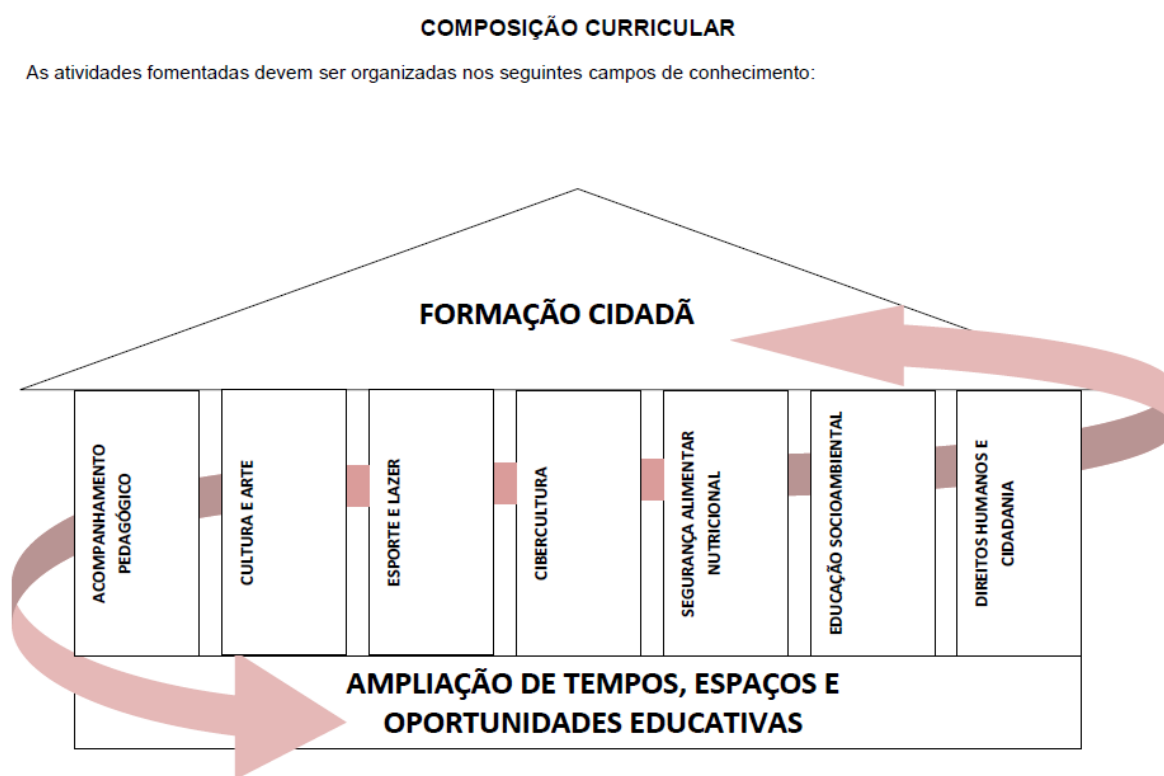 COMPOSIÇÃO CURRICULAR
As atividades fomentadas devem ser organizadas nos seguintes campos de conhecimento:
FORMAÇÃO CIDADÃ
ACOMPANHAMENTO
PEDAGÓGICO
CULTURA E ARTE
ESPORTE E LAZER
CIBERCULTURA
SEGURANÇA ALIMENTAR
NUTRICIONAL
EDUCAÇÃO SOCIOAMBIENTAL
DIREITOS HUMANOS E
CIDADANIA
AMPLIAÇÃO DE TEMPOS, ESPAÇOS E
OPORTUNIDADES EDUCATIVAS